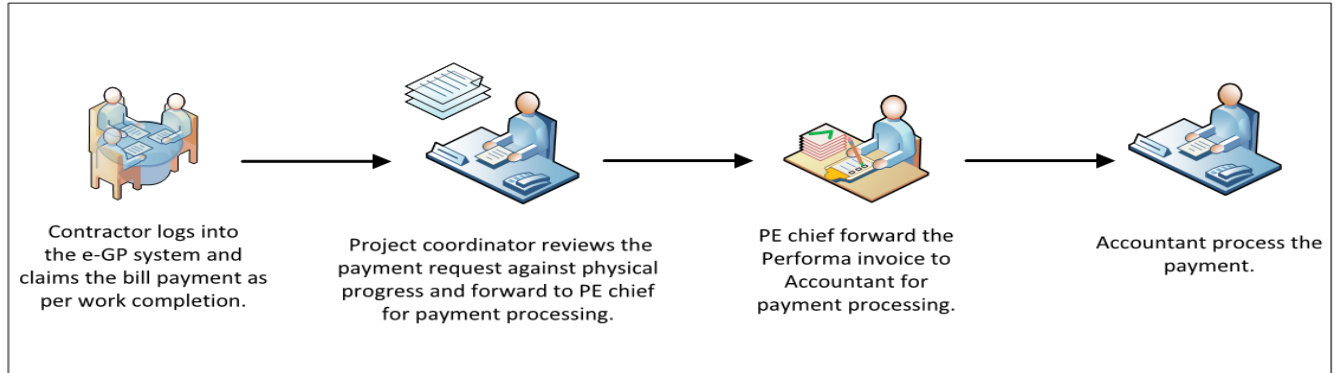 Contractor logs into
the e-GP system and
claims the bill payment as
per work completion.
Project coordinator reviews the
payment request against physical
progress and forward to PE chief
for payment processing.
PE chief forward the
Performa invoice to
Accountant for
payment processing.
Accountant process the
payment.